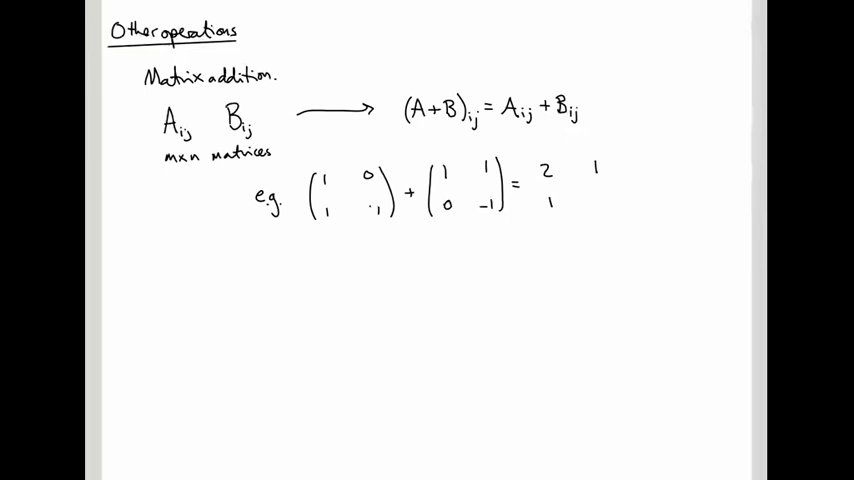 Other operations
Matrix addition.
A_ij B_ij ⟶ (A+B)_ij = A_ij + B_ij
m×n matrices
e.g. (1 0; 1 ·1) + (1 1; 0 -1) = 2 1; 1